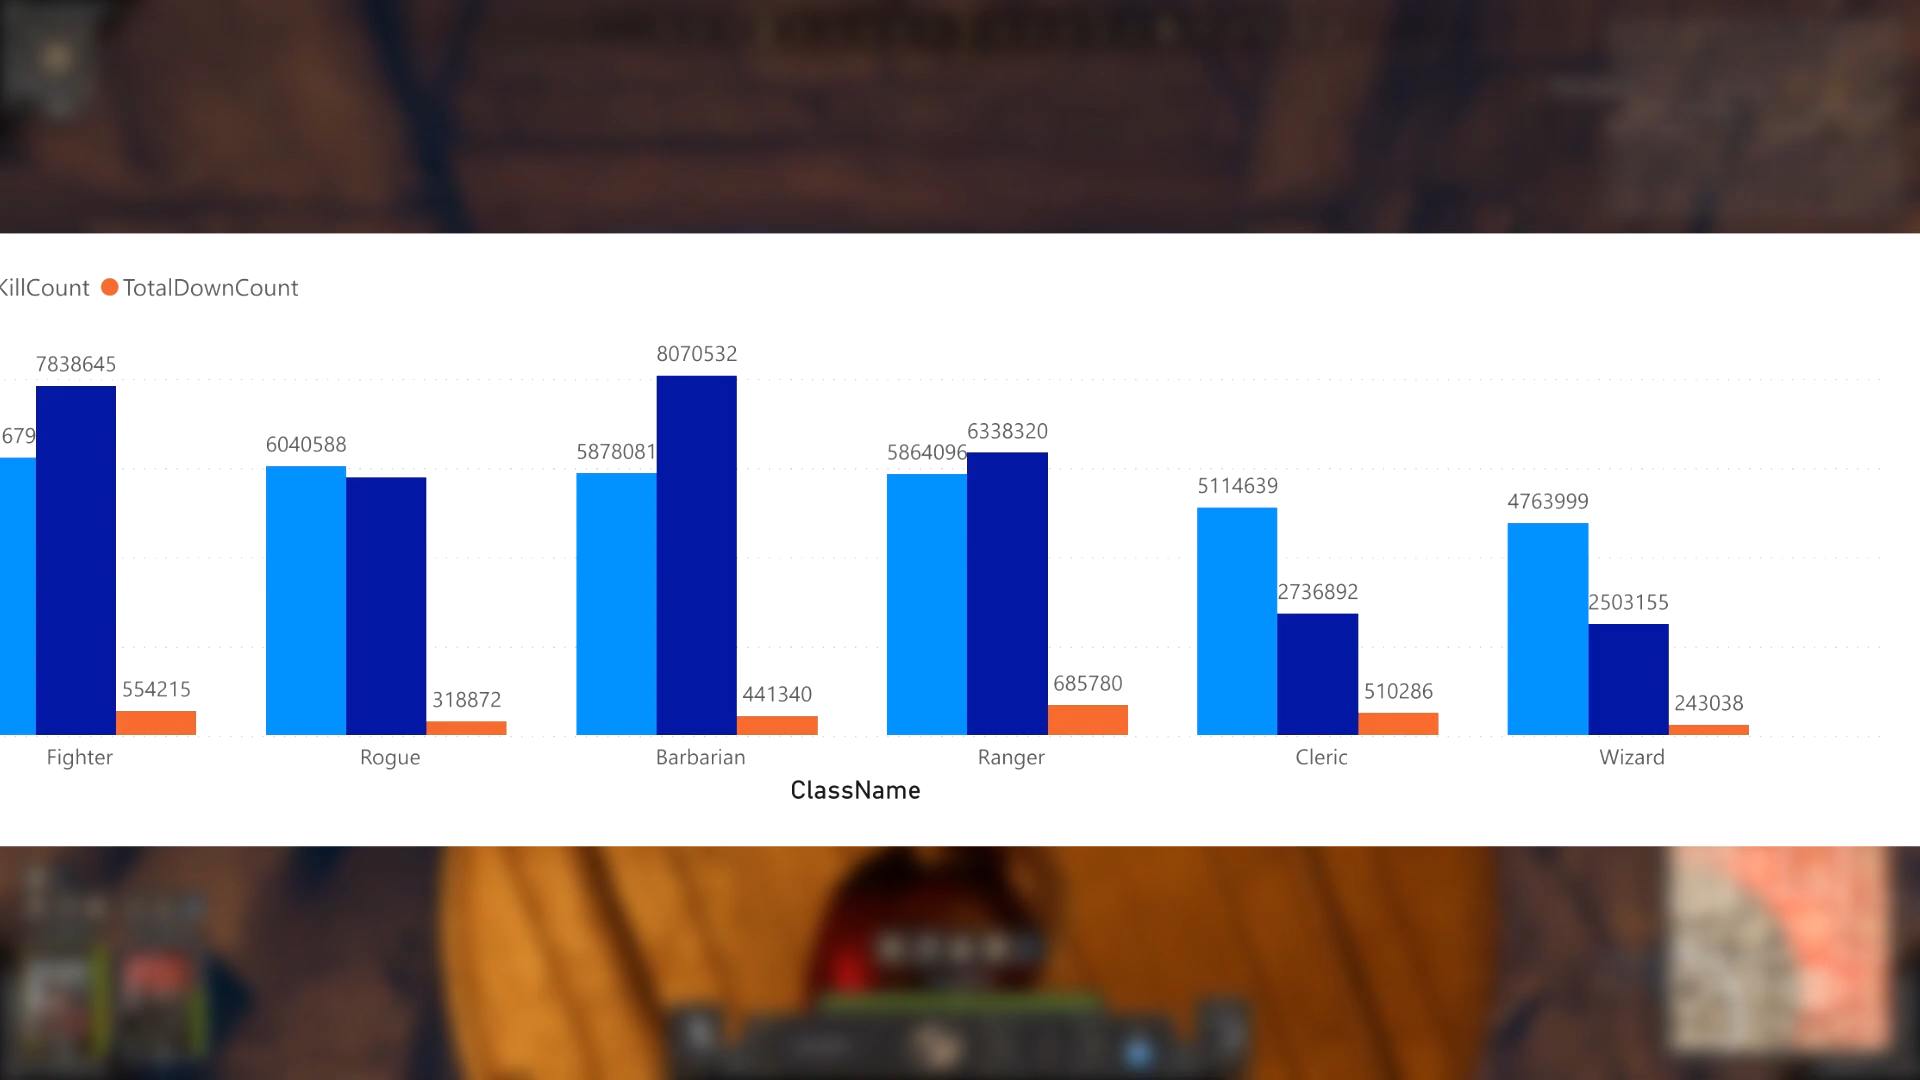 KillCount TotalDownCount
8070532
7838645
6338320
679 6040588 5878081 5864096
5114639
4763999
2736892 2503155
554215 318872 441340 685780 510286 243038
Fighter Rogue Barbarian Ranger Cleric Wizard
ClassName